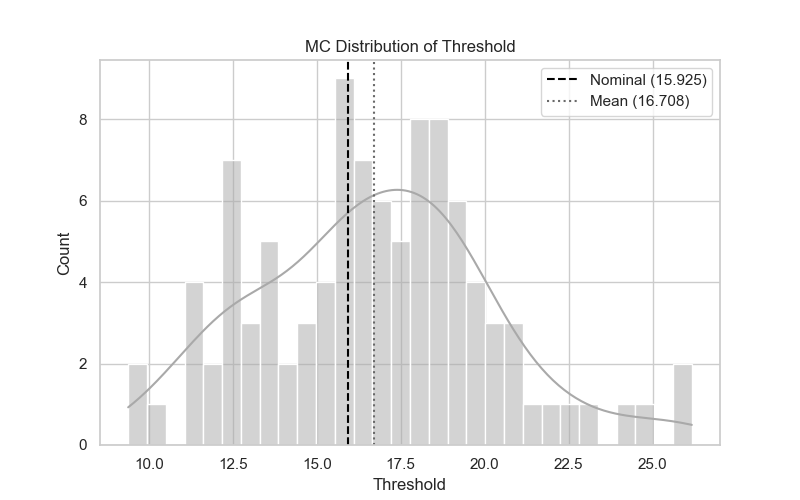 MC Distribution of Threshold
Nominal (15.925)
Mean (16.708)
Count
8
6
4
2
0
10.0 12.5 15.0 17.5 20.0 22.5 25.0
Threshold